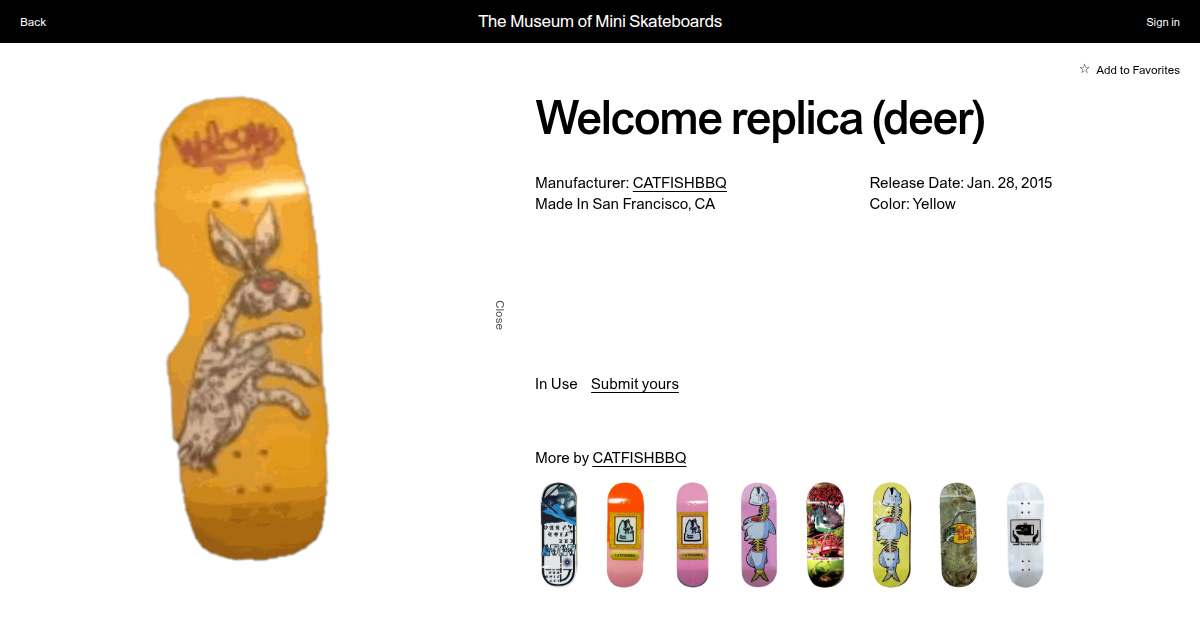 Back
The Museum of Mini Skateboards
Sign in
☆ Add to Favorites
Welcome
Welcome replica (deer)
Manufacturer: CATFISHBBQ
Release Date: Jan. 28, 2015
Made In San Francisco, CA
Color: Yellow
Close
In Use Submit yours
More by CATFISHBBQ